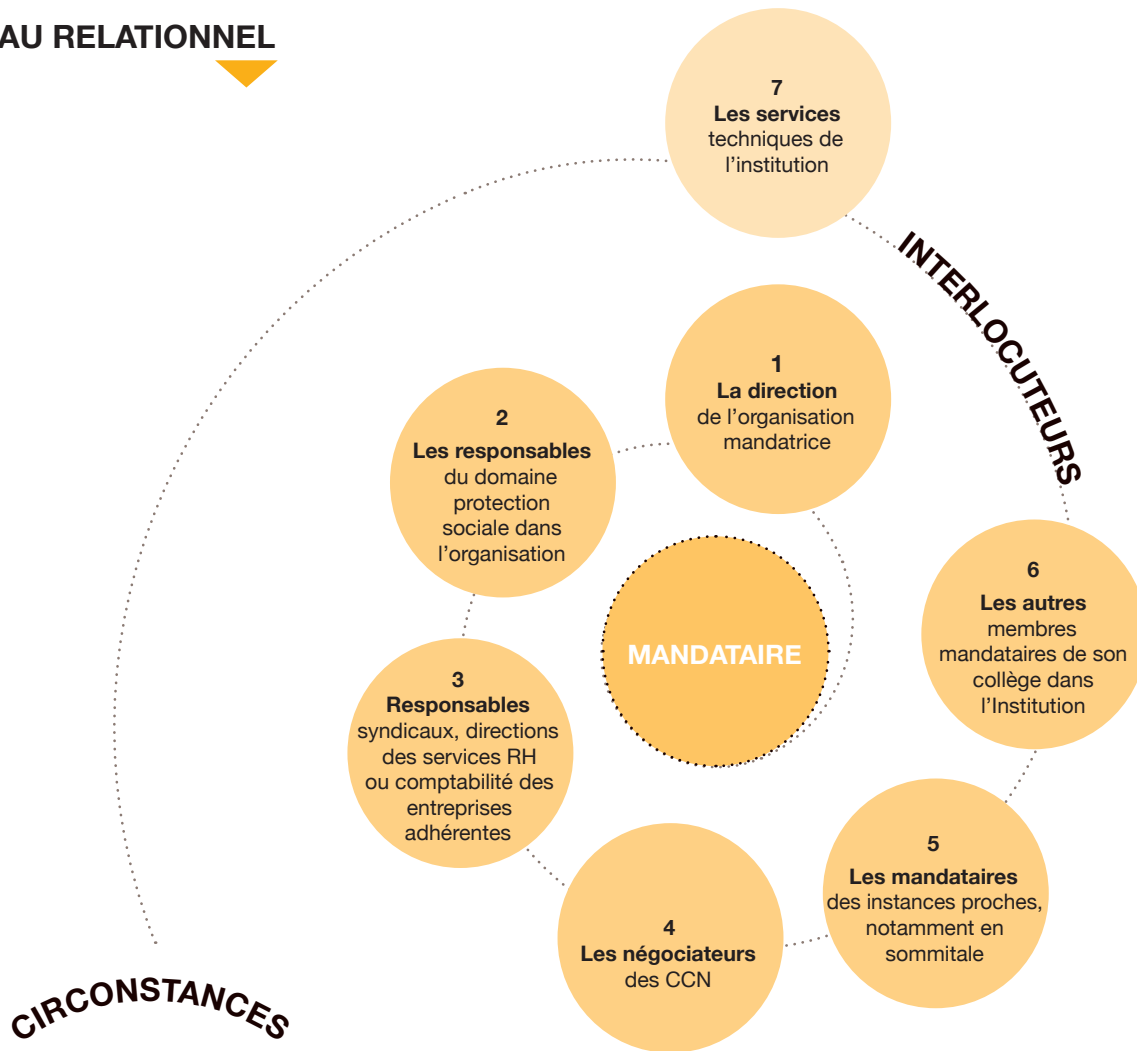 AU RELATIONNEL
7
Les services
techniques de
l'institution
INTERLOCUTEURS
1
La direction
de l'organisation
mandatrice
2
Les responsables
du domaine
protection
sociale dans
l'organisation
MANDATAIRE
6
Les autres
membres
mandataires de son
collège dans
l'Institution
3
Responsables
syndicaux, directions
des services RH
ou comptabilité des
entreprises
adhérentes
5
Les mandataires
des instances proches,
notamment en
sommitale
4
Les négociateurs
des CCN
CIRCONSTANCES